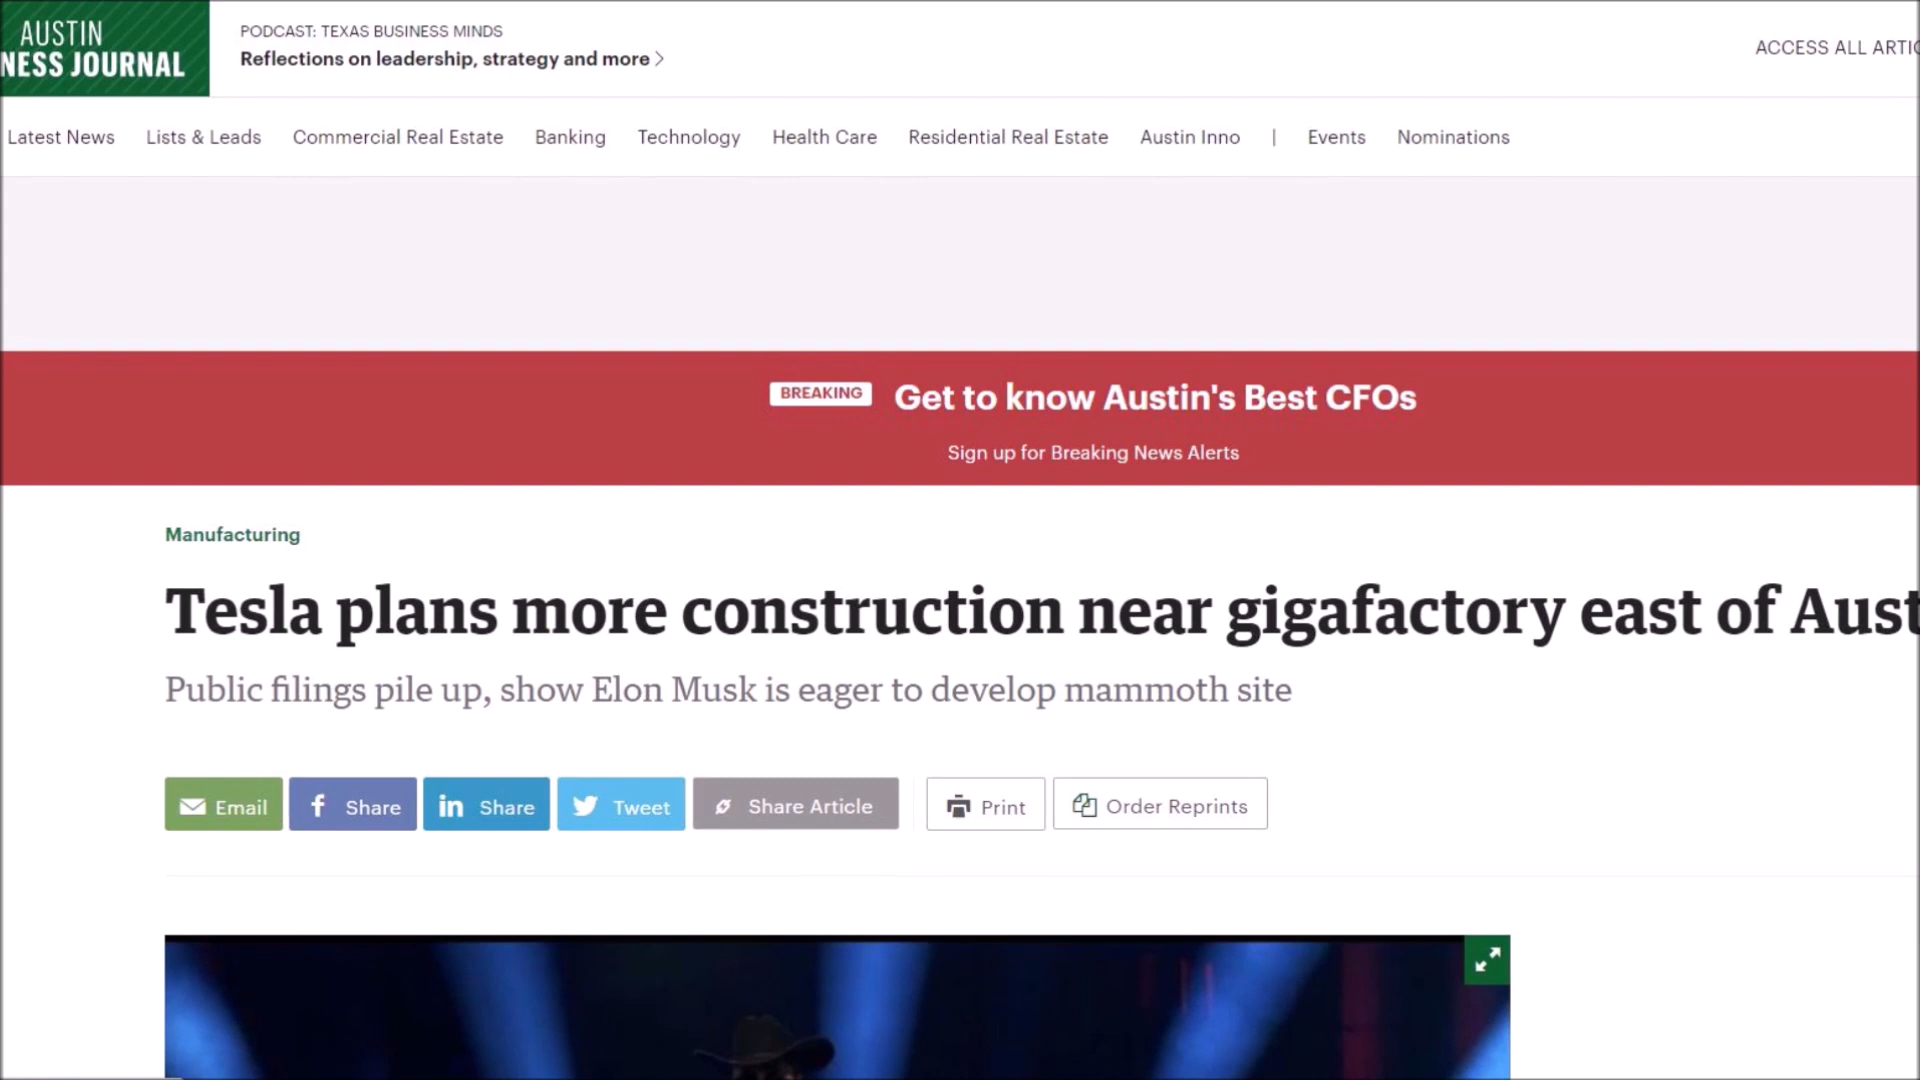 AUSTIN
NESS JOURNAL
PODCAST: TEXAS BUSINESS MINDS
Reflections on leadership, strategy and more
ACCESS ALL ARTIC
Latest News Lists & Leads Commercial Real Estate Banking Technology Health Care Residential Real Estate Austin Inno | Events Nominations
BREAKING Get to know Austin's Best CFOs
Sign up for Breaking News Alerts
Manufacturing
Tesla plans more construction near gigafactory east of Aust
Public filings pile up, show Elon Musk is eager to develop mammoth site
Email Share Share Tweet Share Article Print Order Reprints